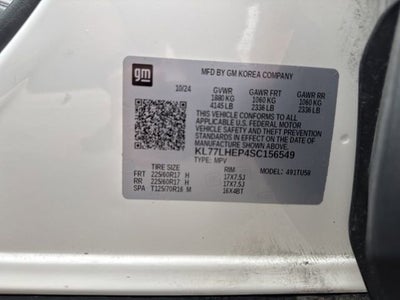 gm
MFD BY GM KOREA COMPANY
10/24 GVWR GAWR FRT GAWR RR
1880 KG 1060 KG 1060 KG
4145 LB 2336 LB 2336 LB
THIS VEHICLE CONFORMS TO ALL
APPLICABLE U.S. FEDERAL MOTOR
VEHICLE SAFETY, BUMPER, AND THEFT
PREVENTION STANDARDS IN EFFECT ON
THE DATE OF MANUFACTURE SHOWN
ABOVE.
KL77LHEP4SC156549
TYPE: MPV MODEL: 491TU58
TIRE SIZE RIM
FRT 225/60R17 H 17X7.5J
RR 225/60R17 H 17X7.5J
SPA T125/70R16 M 16X4BT